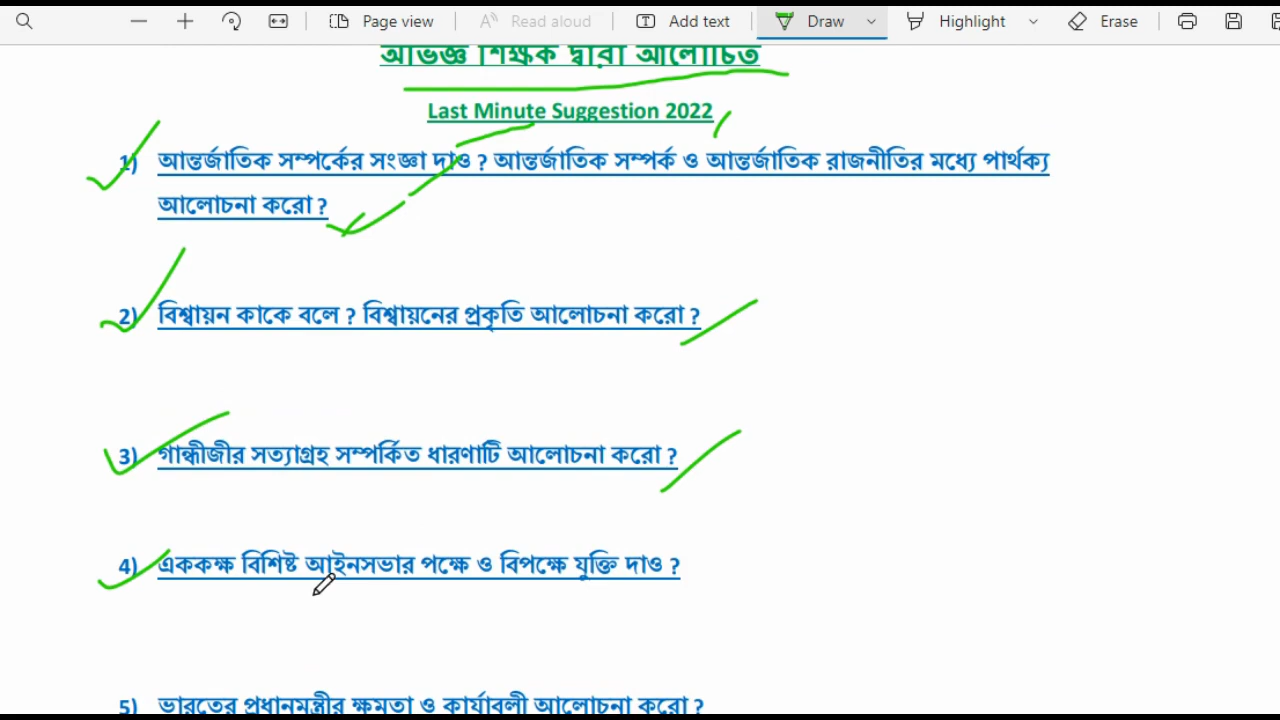 Page view
Read aloud
Add text
Draw
Highlight
Erase
অভিজ্ঞ শিক্ষক দ্বারা আলোচিত
Last Minute Suggestion 2022
1) আন্তর্জাতিক সম্পর্কের সংজ্ঞা দাও ? আন্তর্জাতিক সম্পর্ক ও আন্তর্জাতিক রাজনীতির মধ্যে পার্থক্য
আলোচনা করো ?
2) বিশ্বায়ন কাকে বলে ? বিশ্বায়নের প্রকৃতি আলোচনা করো ?
3) গান্ধীজীর সত্যাগ্রহ সম্পর্কিত ধারণাটি আলোচনা করো ?
4) এককক্ষ বিশিষ্ট আইনসভার পক্ষে ও বিপক্ষে যুক্তি দাও ?
5) ভারতের প্রধানমন্ত্রীর ক্ষমতা ও কার্যাবলী আলোচনা করো ?